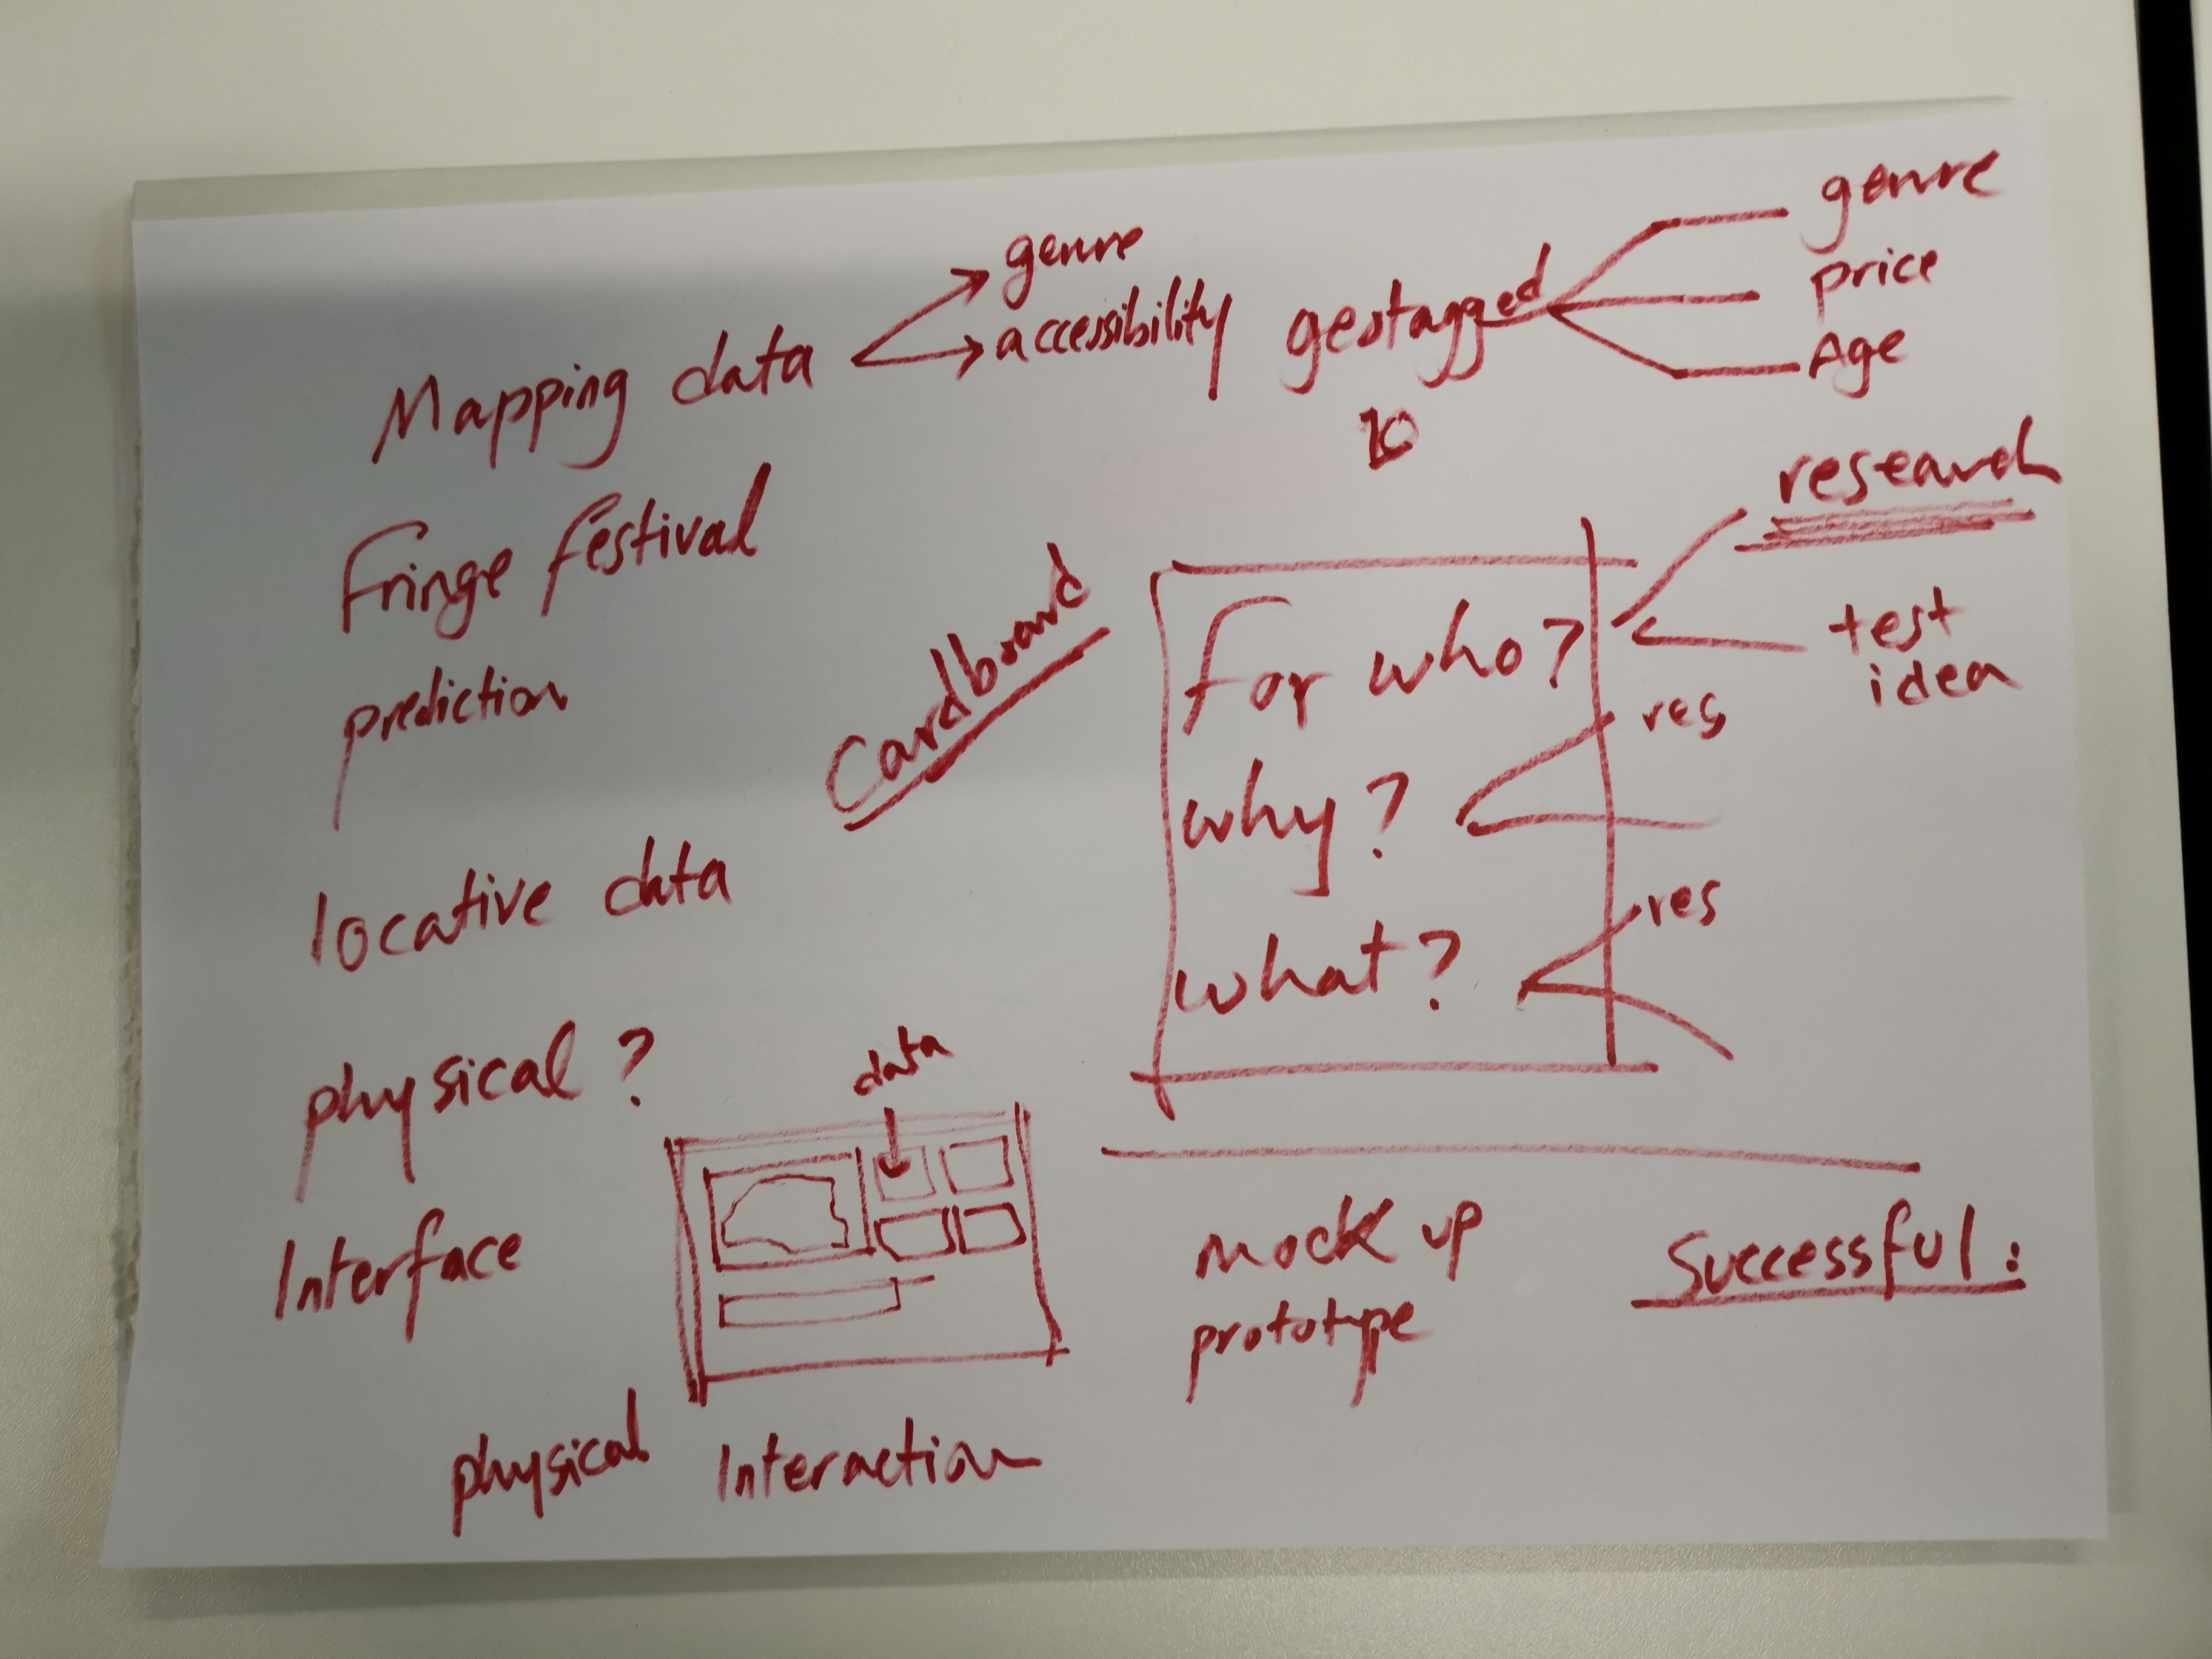 Mapping data
genre
accessibility
geotagged
genre
price
Age
10
Fringe festival
prediction
locative data
physical ?
Interface
data
physical Interaction
Cardboard
For who?
why?
what?
research
test
idea
res
res
mock up
prototype
Successful :